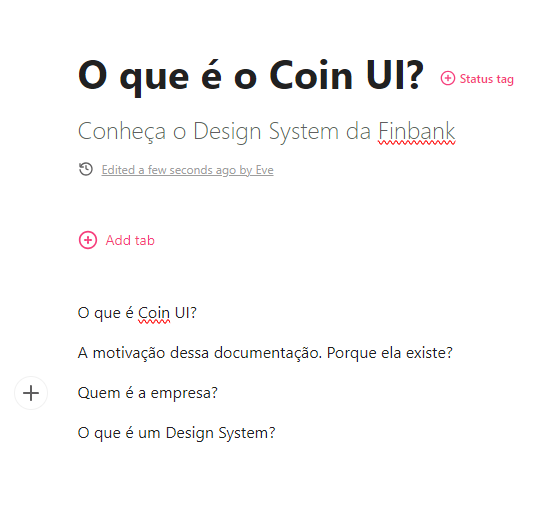 O que é o Coin UI? Status tag
Conheça o Design System da Finbank
Edited a few seconds ago by Eve
Add tab
O que é Coin UI?
A motivação dessa documentação. Porque ela existe?
Quem é a empresa?
O que é um Design System?